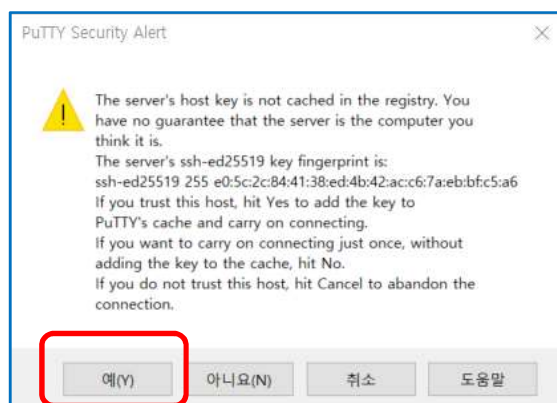 PuTTY Security Alert
The server's host key is not cached in the registry. You
have no guarantee that the server is the computer you
think it is.
The server's ssh-ed25519 key fingerprint is:
ssh-ed25519 255 e0:5c:2c:84:41:38:ed:4b:42:ac:c6:7a:eb:bf:c5:a6
If you trust this host, hit Yes to add the key to
PuTTY's cache and carry on connecting.
If you want to carry on connecting just once, without
adding the key to the cache, hit No.
If you do not trust this host, hit Cancel to abandon the
connection.
예(Y) 아니요(N) 취소 도움말